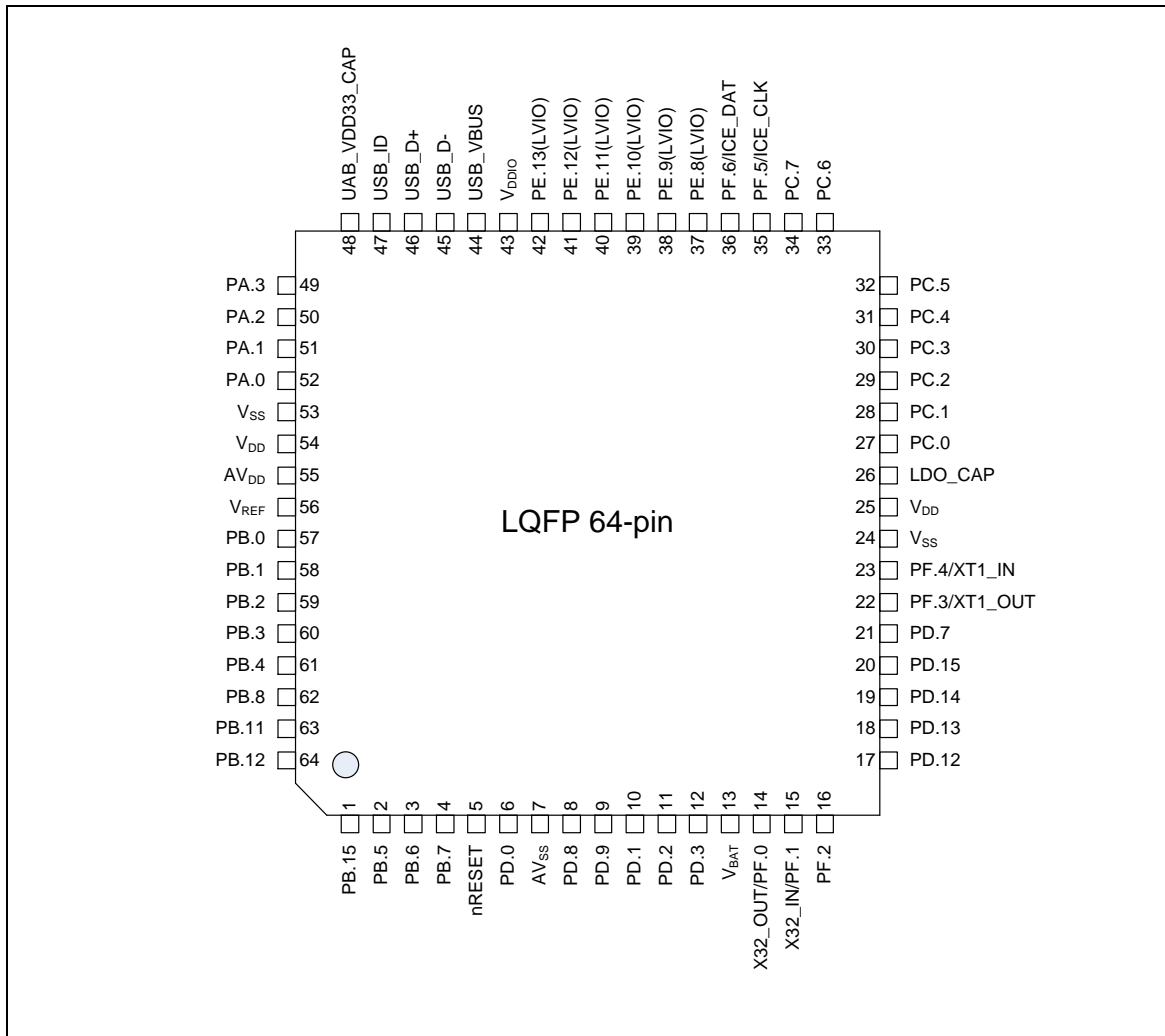 UAB_VDD33_CAP
USB_ID
USB_D+
USB_D-
USB_VBUS
VDDIO
PE.13(LVIO)
PE.12(LVIO)
PE.11(LVIO)
PE.10(LVIO)
PE.9(LVIO)
PE.8(LVIO)
PF.6/ICE_DAT
PF.5/ICE_CLK
PC.7
PC.6
48
47
46
45
44
43
42
41
40
39
38
37
36
35
34
33
PA.3 49
PA.2 50
PA.1 51
PA.0 52
VSS 53
VDD 54
AVDD 55
VREF 56
PB.0 57
PB.1 58
PB.2 59
PB.3 60
PB.4 61
PB.8 62
PB.11 63
PB.12 64
LQFP 64-pin
32 PC.5
31 PC.4
30 PC.3
29 PC.2
28 PC.1
27 PC.0
26 LDO_CAP
25 VDD
24 VSS
23 PF.4/XT1_IN
22 PF.3/XT1_OUT
21 PD.7
20 PD.15
19 PD.14
18 PD.13
17 PD.12
1
2
3
4
5
6
7
8
9
10
11
12
13
14
15
16
PB.15
PB.5
PB.6
PB.7
nRESET
PD.0
AVSS
PD.8
PD.9
PD.1
PD.2
PD.3
VBAT
X32_OUT/PF.0
X32_IN/PF.1
PF.2